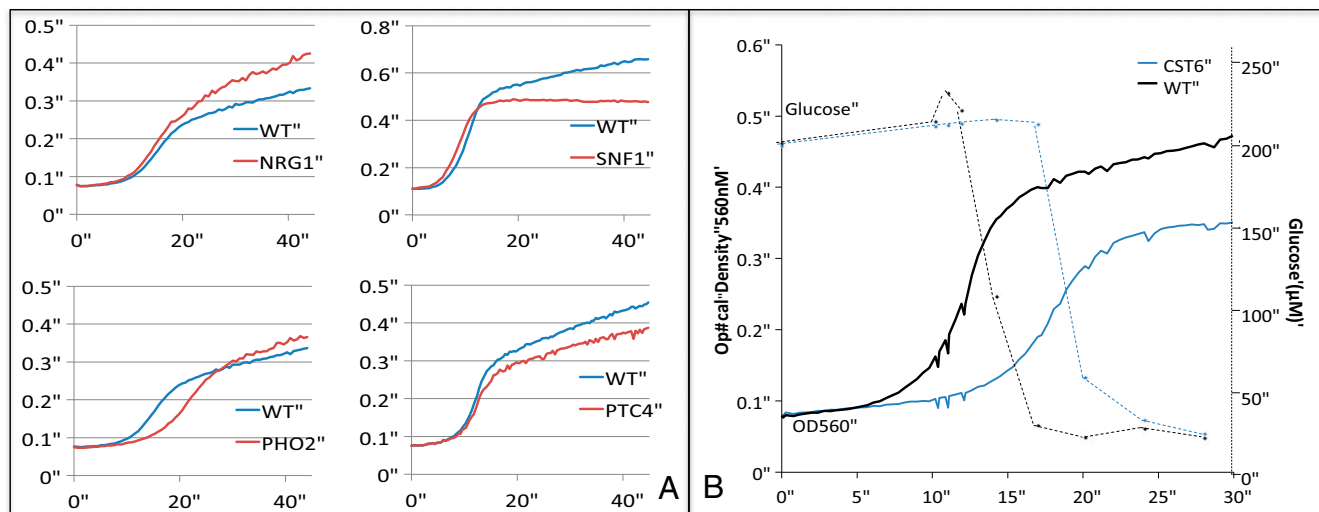 0.5"
0.4"
0.3"
0.2"
0.1"
0"
0" 20" 40"
WT"
NRG1"
0.8"
0.6"
0.4"
0.2"
0"
0" 20" 40"
WT"
SNF1"
0.5"
0.4"
0.3"
0.2"
0.1"
0"
0" 20" 40"
WT"
PHO2"
0.5"
0.4"
0.3"
0.2"
0.1"
0"
0" 20" 40"
WT"
PTC4"
A
B
Op#cal"Density"560nM'
0.6"
0.5"
0.4"
0.3"
0.2"
0.1"
0"
CST6"
WT"
Glucose"
OD560"
250"
200"
150"
100"
50"
0"
Glucose'(μM)'
0" 5" 10" 15" 20" 25" 30"